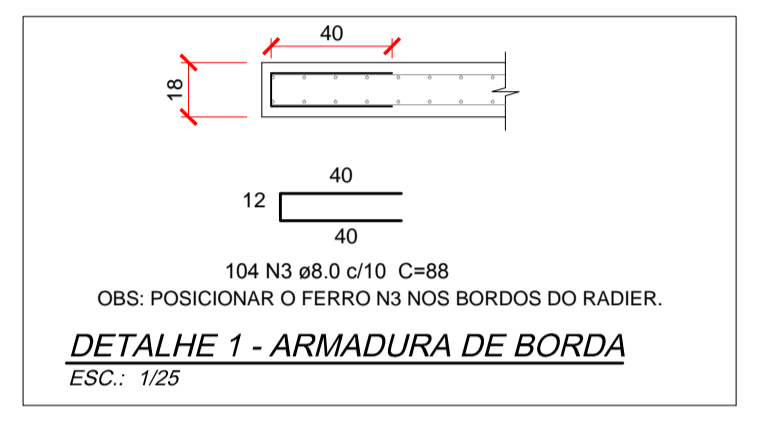 40
18
40
12
40
104 N3 ø8.0 c/10 C=88
OBS: POSICIONAR O FERRO N3 NOS BORDOS DO RADIER.
DETALHE 1 - ARMADURA DE BORDA
ESC.: 1/25